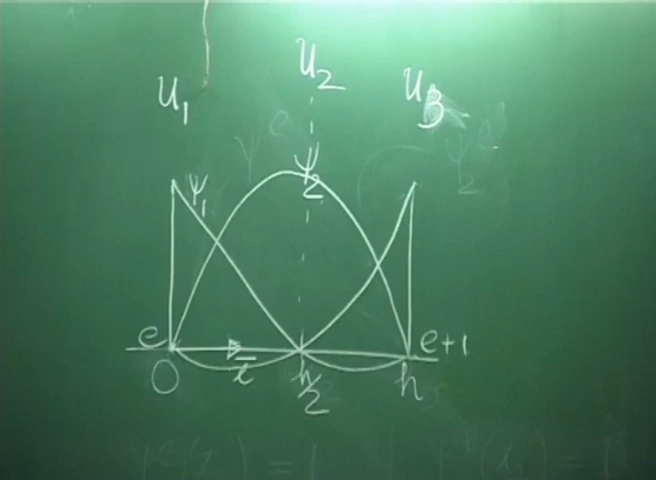 u₁ u₂ u₃
ψ₁ ψ₂
e e+1
x̄
0 h/2 h